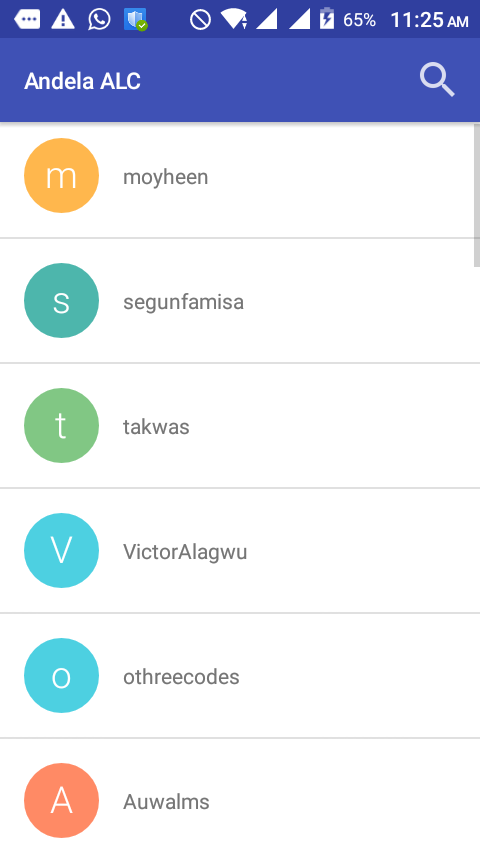 65% 11:25 AM
Andela ALC
m moyheen
s segunfamisa
t takwas
V VictorAlagwu
o othreecodes
A Auwalms